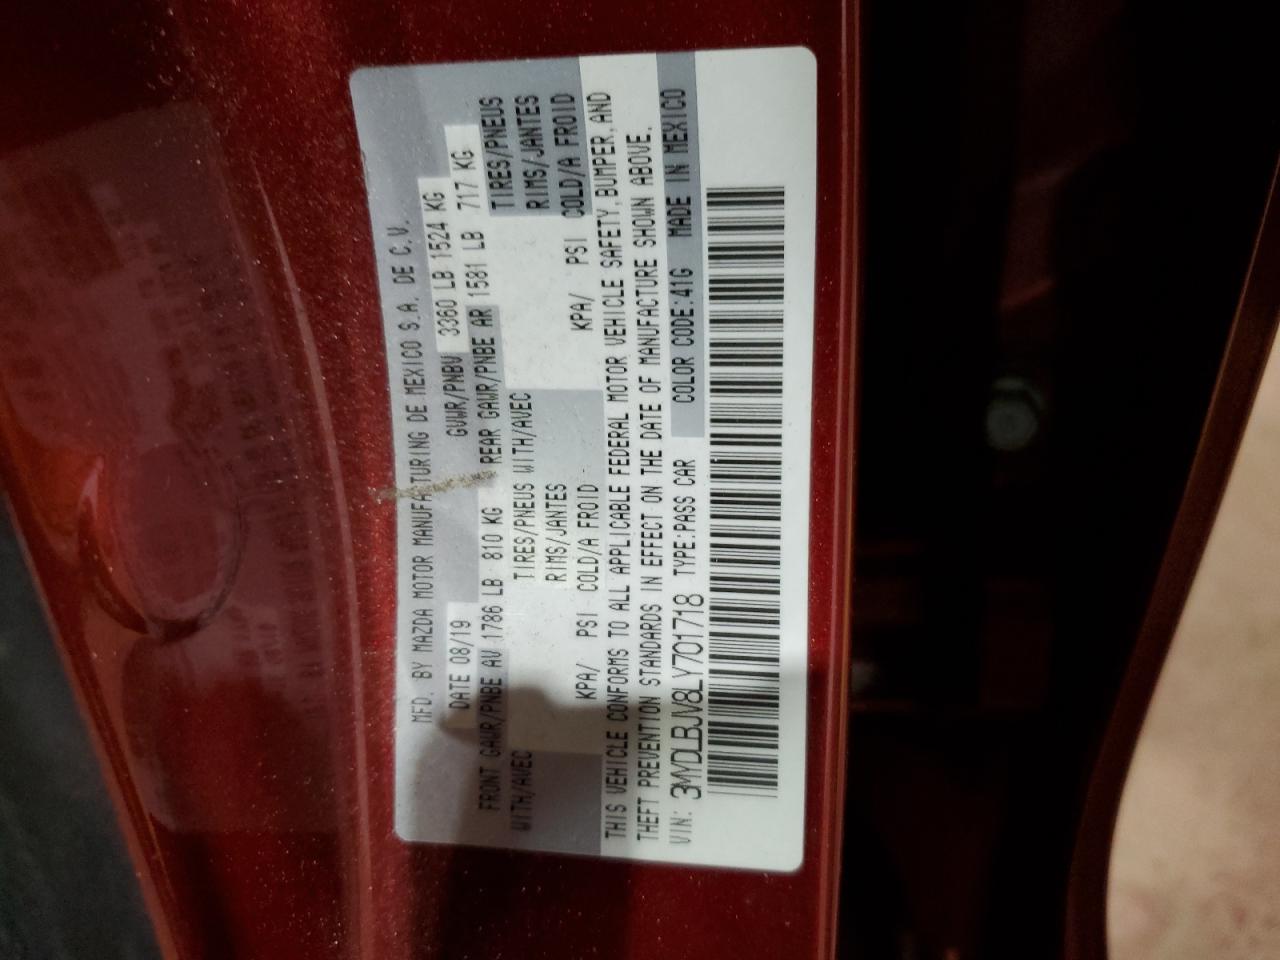 MFD. BY MAZDA MOTOR MANUFACTURING DE MEXICO S.A. DE C.V.
DATE 08/19 GVWR/PNBV 3360 LB 1524 KG
FRONT GAWR/PNBE AV 1786 LB 810 KG REAR GAWR/PNBE AR 1581 LB 717 KG
WITH/AVEC TIRES/PNEUS WITH/AVEC TIRES/PNEUS
RIMS/JANTES RIMS/JANTES
KPA/ PSI COLD/A FROID KPA/ PSI COLD/A FROID
THIS VEHICLE CONFORMS TO ALL APPLICABLE FEDERAL MOTOR VEHICLE SAFETY, BUMPER, AND
THEFT PREVENTION STANDARDS IN EFFECT ON THE DATE OF MANUFACTURE SHOWN ABOVE.
VIN: 3MYDLBJV8LY701718 TYPE:PASS CAR COLOR CODE:41G MADE IN MEXICO